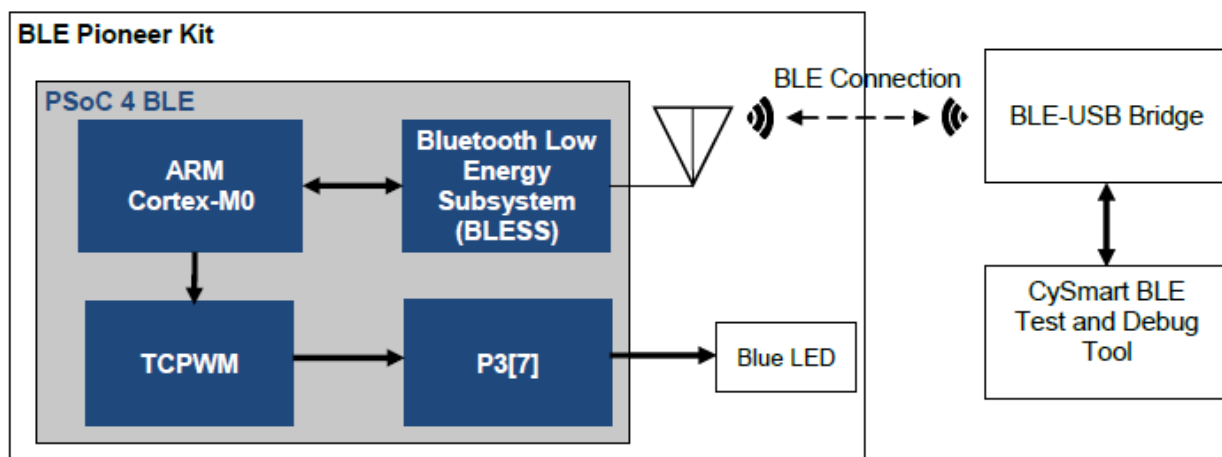 BLE Pioneer Kit
PSoC 4 BLE
ARM
Cortex-M0
Bluetooth Low
Energy
Subsystem
(BLESS)
BLE Connection
BLE-USB Bridge
TCPWM
P3[7]
Blue LED
CySmart BLE
Test and Debug
Tool